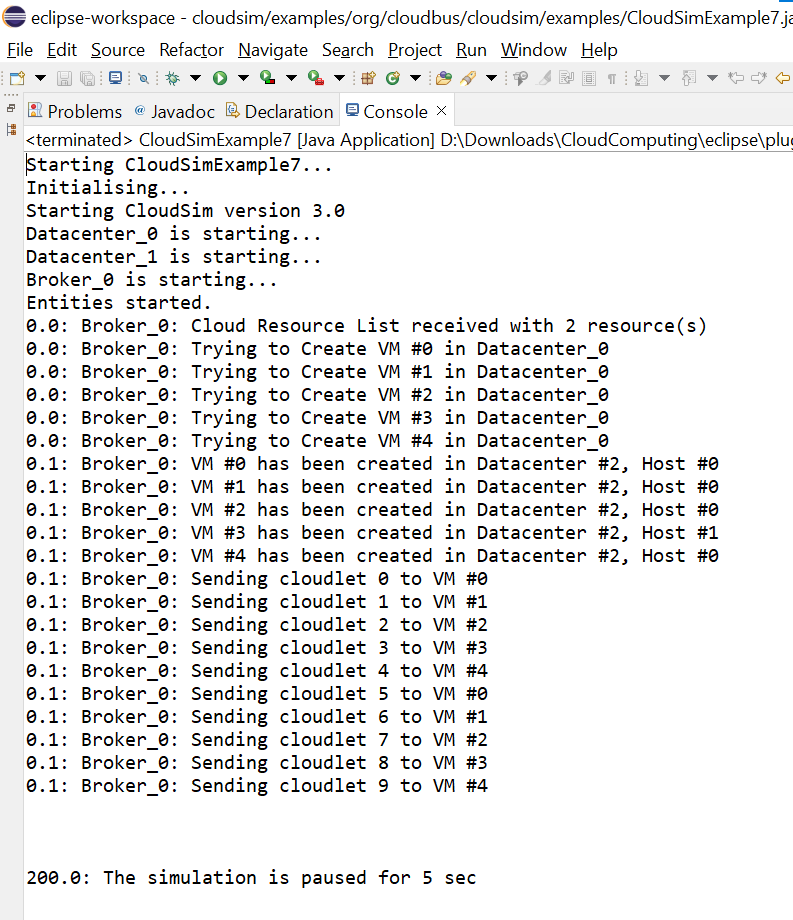 eclipse-workspace - cloudsim/examples/org/cloudbus/cloudsim/examples/CloudSimExample7.ja
File Edit Source Refactor Navigate Search Project Run Window Help
Problems @ Javadoc Declaration Console
<terminated> CloudSimExample7 [Java Application] D:\Downloads\CloudComputing\eclipse\plug
Starting CloudSimExample7...
Initialising...
Starting CloudSim version 3.0
Datacenter_0 is starting...
Datacenter_1 is starting...
Broker_0 is starting...
Entities started.
0.0: Broker_0: Cloud Resource List received with 2 resource(s)
0.0: Broker_0: Trying to Create VM #0 in Datacenter_0
0.0: Broker_0: Trying to Create VM #1 in Datacenter_0
0.0: Broker_0: Trying to Create VM #2 in Datacenter_0
0.0: Broker_0: Trying to Create VM #3 in Datacenter_0
0.0: Broker_0: Trying to Create VM #4 in Datacenter_0
0.1: Broker_0: VM #0 has been created in Datacenter #2, Host #0
0.1: Broker_0: VM #1 has been created in Datacenter #2, Host #0
0.1: Broker_0: VM #2 has been created in Datacenter #2, Host #0
0.1: Broker_0: VM #3 has been created in Datacenter #2, Host #1
0.1: Broker_0: VM #4 has been created in Datacenter #2, Host #0
0.1: Broker_0: Sending cloudlet 0 to VM #0
0.1: Broker_0: Sending cloudlet 1 to VM #1
0.1: Broker_0: Sending cloudlet 2 to VM #2
0.1: Broker_0: Sending cloudlet 3 to VM #3
0.1: Broker_0: Sending cloudlet 4 to VM #4
0.1: Broker_0: Sending cloudlet 5 to VM #0
0.1: Broker_0: Sending cloudlet 6 to VM #1
0.1: Broker_0: Sending cloudlet 7 to VM #2
0.1: Broker_0: Sending cloudlet 8 to VM #3
0.1: Broker_0: Sending cloudlet 9 to VM #4
200.0: The simulation is paused for 5 sec